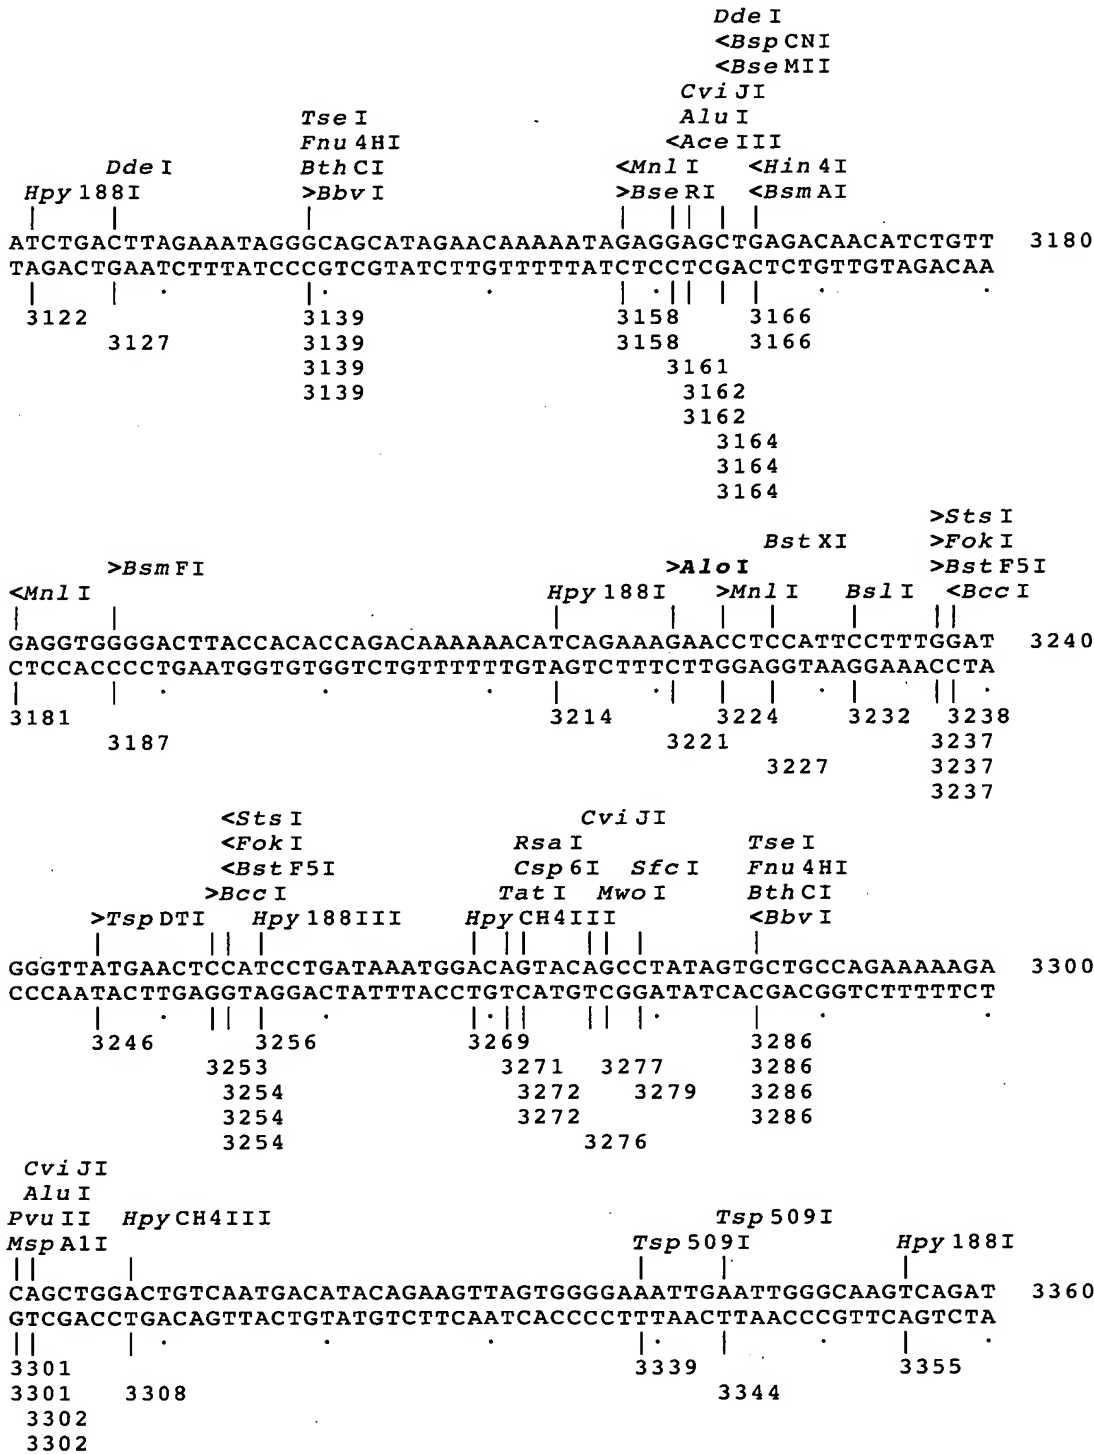 Dde I
<Bsp CNI
<Bse MII
Cvi JI
Tse I Alu I
Fnu 4HI <Ace III
Dde I Bth CI <Mnl I <Hin 4I
Hpy 188I >Bbv I >Bse RI <Bsm AI
ATCTGACTTAGAAATAGGGCAGCATAGAACAAAAATAGAGGAGCTGAGACAACATCTGTT 3180
TAGACTGAATCTTTATCCCGTCGTATCTTGTTTTTATCTCCTCGACTCTGTTGTAGACAA
3122 3139 3158 3166
3127 3139 3158 3166
3139 3161
3139 3162
3162
3164
3164
3164
>Sts I
Bst XI >Fok I
>Bsm FI >Alo I >Bst F5I
<Mnl I Hpy 188I >Mnl I Bsl I <Bcc I
GAGGTGGGGACTTACCACACCAGACAAAAAACATCAGAAAGAACCTCCATTCCTTTGGAT 3240
CTCCACCCCTGAATGGTGTGGTCTGTTTTTTGTAGTCTTTCTTGGAGGTAAGGAAACCTA
3181 3214 3224 3232 3238
3187 3221 3237
3227 3237
3237
<Sts I Cvi JI
<Fok I Rsa I Tse I
<Bst F5I Csp 6I Sfc I Fnu 4HI
>Bcc I Tat I Mwo I Bth CI
>Tsp DTI Hpy 188III Hpy CH4III <Bbv I
GGGTTATGAACTCCATCCTGATAAATGGACAGTACAGCCTATAGTGCTGCCAGAAAAAGA 3300
CCCAATACTTGAGGTAGGACTATTTACCTGTCATGTCGGATATCACGACGGTCTTTTTCT
3246 3256 3269 3286
3253 3271 3277 3286
3254 3272 3279 3286
3254 3272 3286
3254 3276
Cvi JI
Alu I
Pvu II Hpy CH4III Tsp 509I
Msp A1I Tsp 509I Hpy 188I
CAGCTGGACTGTCAATGACATACAGAAGTTAGTGGGGAAATTGAATTGGGCAAGTCAGAT 3360
GTCGACCTGACAGTTACTGTATGTCTTCAATCACCCCTTTAACTTAACCCGTTCAGTCTA
3301 3339 3355
3301 3308 3344
3302
3302